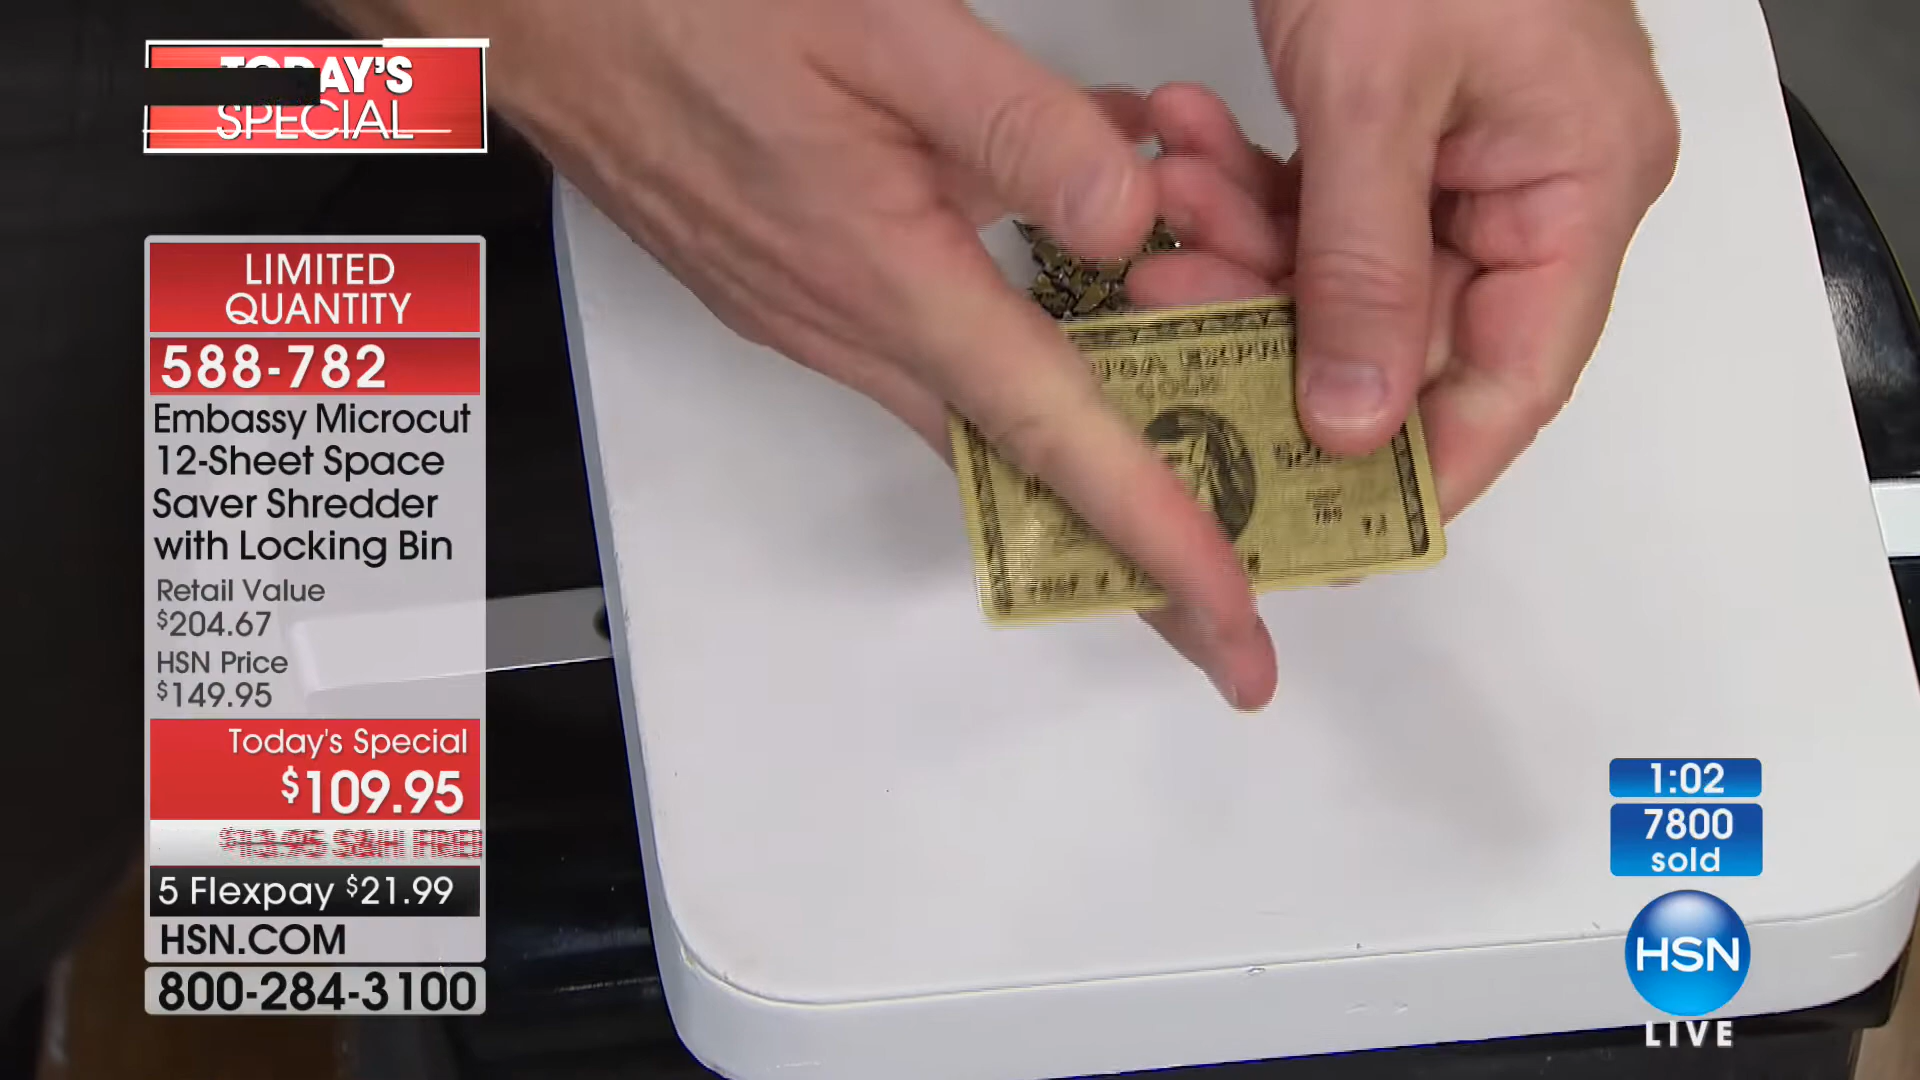 TODAY'S
SPECIAL
LIMITED
QUANTITY
588-782
Embassy Microcut
12-Sheet Space
Saver Shredder
with Locking Bin
Retail Value
$204.67
HSN Price
$149.95
Today's Special
$109.95
$13.95 S&H FREE
5 Flexpay $21.99
HSN.COM
800-284-3100
1:02
7800
sold
HSN
LIVE